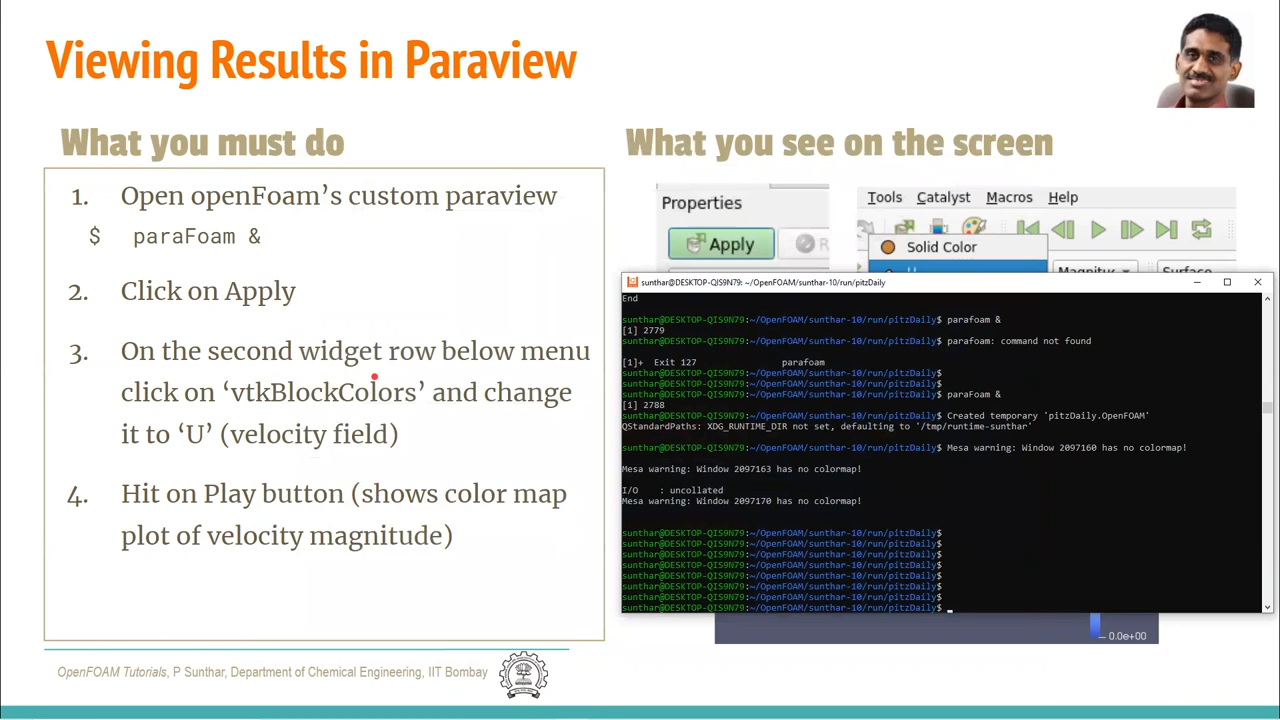 Viewing Results in Paraview
What you must do
1. Open openFoam's custom paraview
$ paraFoam &
2. Click on Apply
3. On the second widget row below menu
click on 'vtkBlockColors' and change
it to 'U' (velocity field)
4. Hit on Play button (shows color map
plot of velocity magnitude)
What you see on the screen
Properties
Apply
Tools Catalyst Macros Help
Solid Color
sunthar@DESKTOP-QIS9N79: ~/OpenFOAM/sunthar-10/run/pitzDaily
End
sunthar@DESKTOP-QIS9N79:~/OpenFOAM/sunthar-10/run/pitzDaily$ parafoam &
[1] 2779
sunthar@DESKTOP-QIS9N79:~/OpenFOAM/sunthar-10/run/pitzDaily$ parafoam: command not found
[1]+ Exit 127 parafoam
sunthar@DESKTOP-QIS9N79:~/OpenFOAM/sunthar-10/run/pitzDaily$
sunthar@DESKTOP-QIS9N79:~/OpenFOAM/sunthar-10/run/pitzDaily$
sunthar@DESKTOP-QIS9N79:~/OpenFOAM/sunthar-10/run/pitzDaily$ paraFoam &
[1] 2788
sunthar@DESKTOP-QIS9N79:~/OpenFOAM/sunthar-10/run/pitzDaily$ Created temporary 'pitzDaily.OpenFOAM'
QStandardPaths: XDG_RUNTIME_DIR not set, defaulting to '/tmp/runtime-sunthar'
sunthar@DESKTOP-QIS9N79:~/OpenFOAM/sunthar-10/run/pitzDaily$ Mesa warning: Window 2097160 has no colormap!
Mesa warning: Window 2097163 has no colormap!
I/O : uncollated
Mesa warning: Window 2097170 has no colormap!
sunthar@DESKTOP-QIS9N79:~/OpenFOAM/sunthar-10/run/pitzDaily$
sunthar@DESKTOP-QIS9N79:~/OpenFOAM/sunthar-10/run/pitzDaily$
sunthar@DESKTOP-QIS9N79:~/OpenFOAM/sunthar-10/run/pitzDaily$
sunthar@DESKTOP-QIS9N79:~/OpenFOAM/sunthar-10/run/pitzDaily$
sunthar@DESKTOP-QIS9N79:~/OpenFOAM/sunthar-10/run/pitzDaily$
sunthar@DESKTOP-QIS9N79:~/OpenFOAM/sunthar-10/run/pitzDaily$
sunthar@DESKTOP-QIS9N79:~/OpenFOAM/sunthar-10/run/pitzDaily$
sunthar@DESKTOP-QIS9N79:~/OpenFOAM/sunthar-10/run/pitzDaily$
0.0e+00
OpenFOAM Tutorials, P Sunthar, Department of Chemical Engineering, IIT Bombay